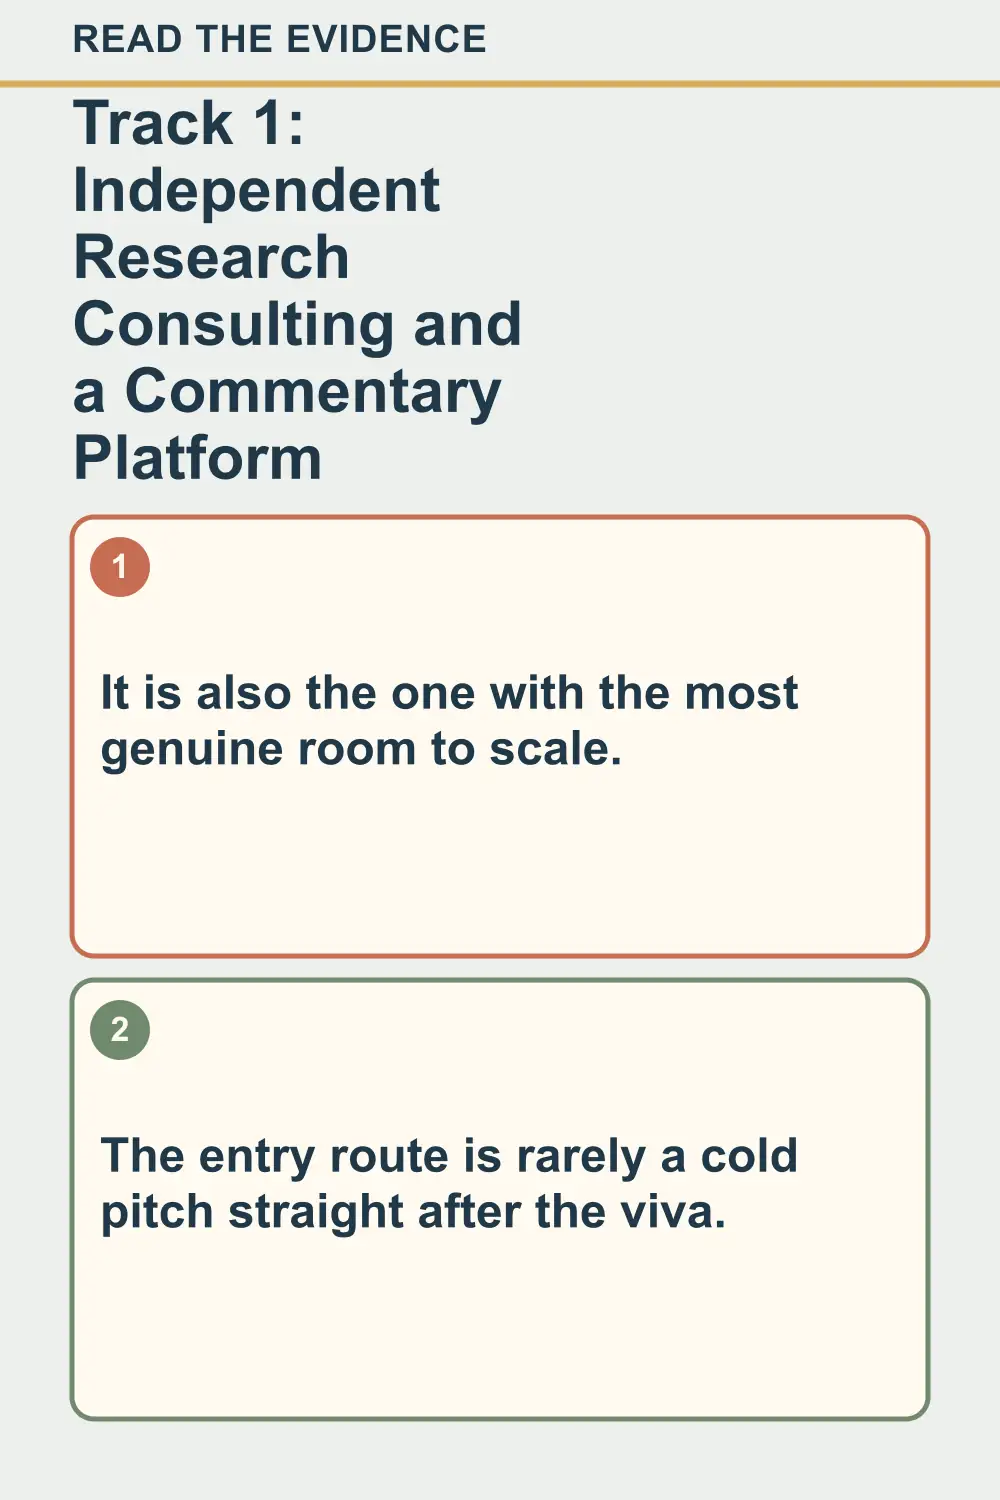 READ THE EVIDENCE
Track 1:
Independent
Research
Consulting and
a Commentary
Platform
1
It is also the one with the most
genuine room to scale.
2
The entry route is rarely a cold
pitch straight after the viva.